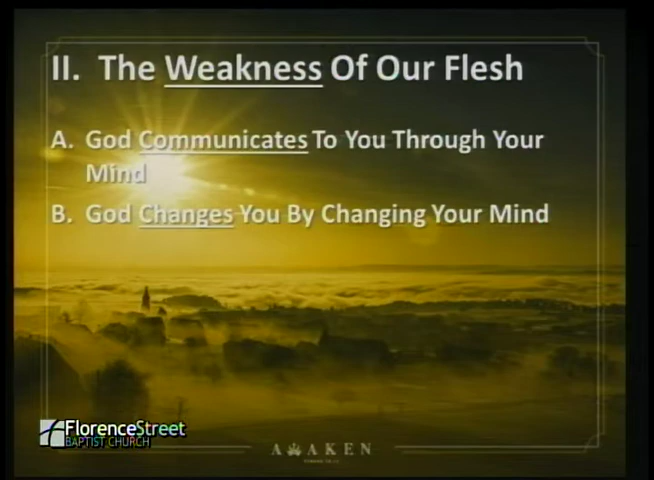 II. The Weakness Of Our Flesh
A. God Communicates To You Through Your
Mind
B. God Changes You By Changing Your Mind
FlorenceStreet
BAPTIST CHURCH
AWAKEN